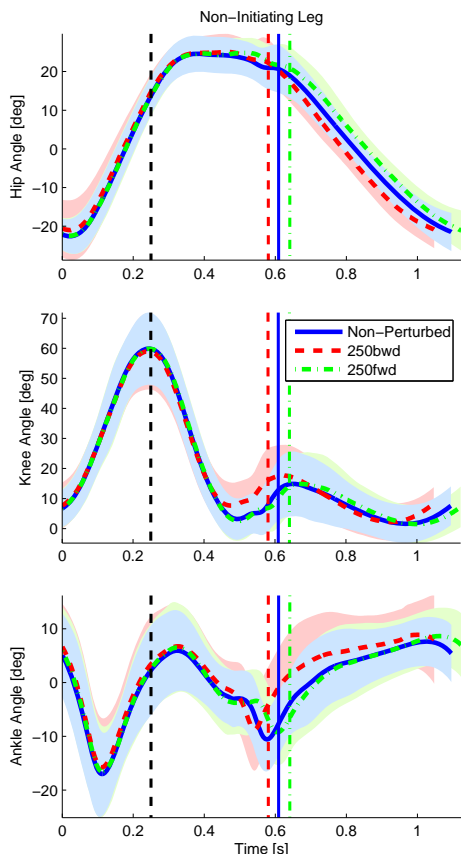 Non-Initiating Leg
Hip Angle [deg]
20
10
0
−10
−20
0 0.2 0.4 0.6 0.8 1
Knee Angle [deg]
70
60
50
40
30
20
10
0
Non−Perturbed
250bwd
250fwd
0 0.2 0.4 0.6 0.8 1
Ankle Angle [deg]
10
0
−10
−20
0 0.2 0.4 0.6 0.8 1
Time [s]